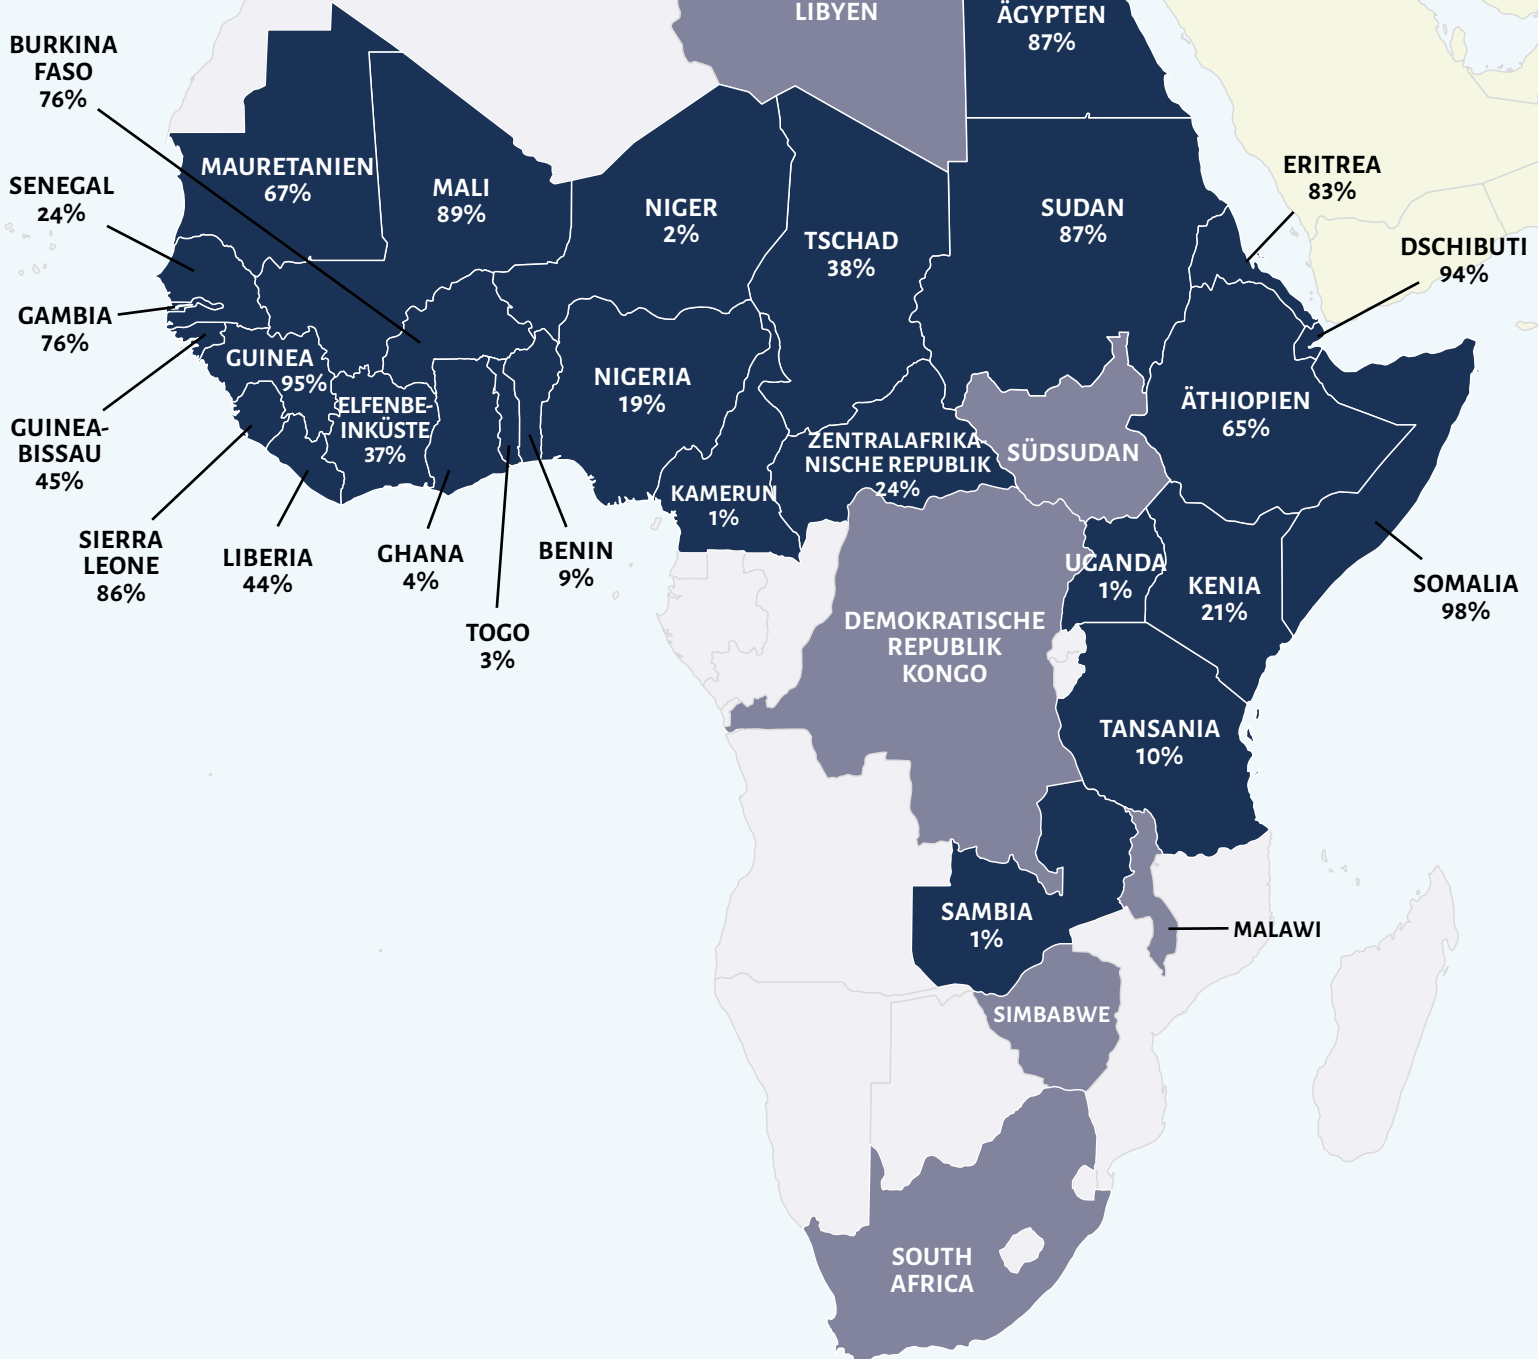 LIBYEN
ÄGYPTEN
87%
BURKINA
FASO
76%
MAURETANIEN
67%
MALI
89%
SENEGAL
24%
NIGER
2%
TSCHAD
38%
SUDAN
87%
ERITREA
83%
DSCHIBUTI
94%
GAMBIA
76%
GUINEA
95%
ELFENBE-
INKÜSTE
37%
NIGERIA
19%
ÄTHIOPIEN
65%
GUINEA-
BISSAU
45%
ZENTRALAFRIKA-
NISCHE REPUBLIK
24%
SÜDSUDAN
KAMERUN
1%
SIERRA
LEONE
86%
LIBERIA
44%
GHANA
4%
BENIN
9%
TOGO
3%
UGANDA
1%
KENIA
21%
SOMALIA
98%
DEMOKRATISCHE
REPUBLIK
KONGO
TANSANIA
10%
SAMBIA
1%
MALAWI
SIMBABWE
SOUTH
AFRICA